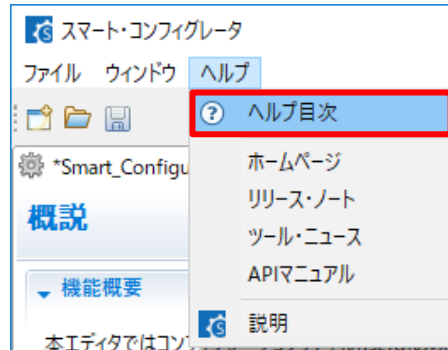 スマート・コンフィグレータ
ファイル ウィンドウ ヘルプ
ヘルプ目次
*Smart_Configu
ホームページ
リリース・ノート
概説
ツール・ニュース
APIマニュアル
機能概要
説明
本エディタではコン